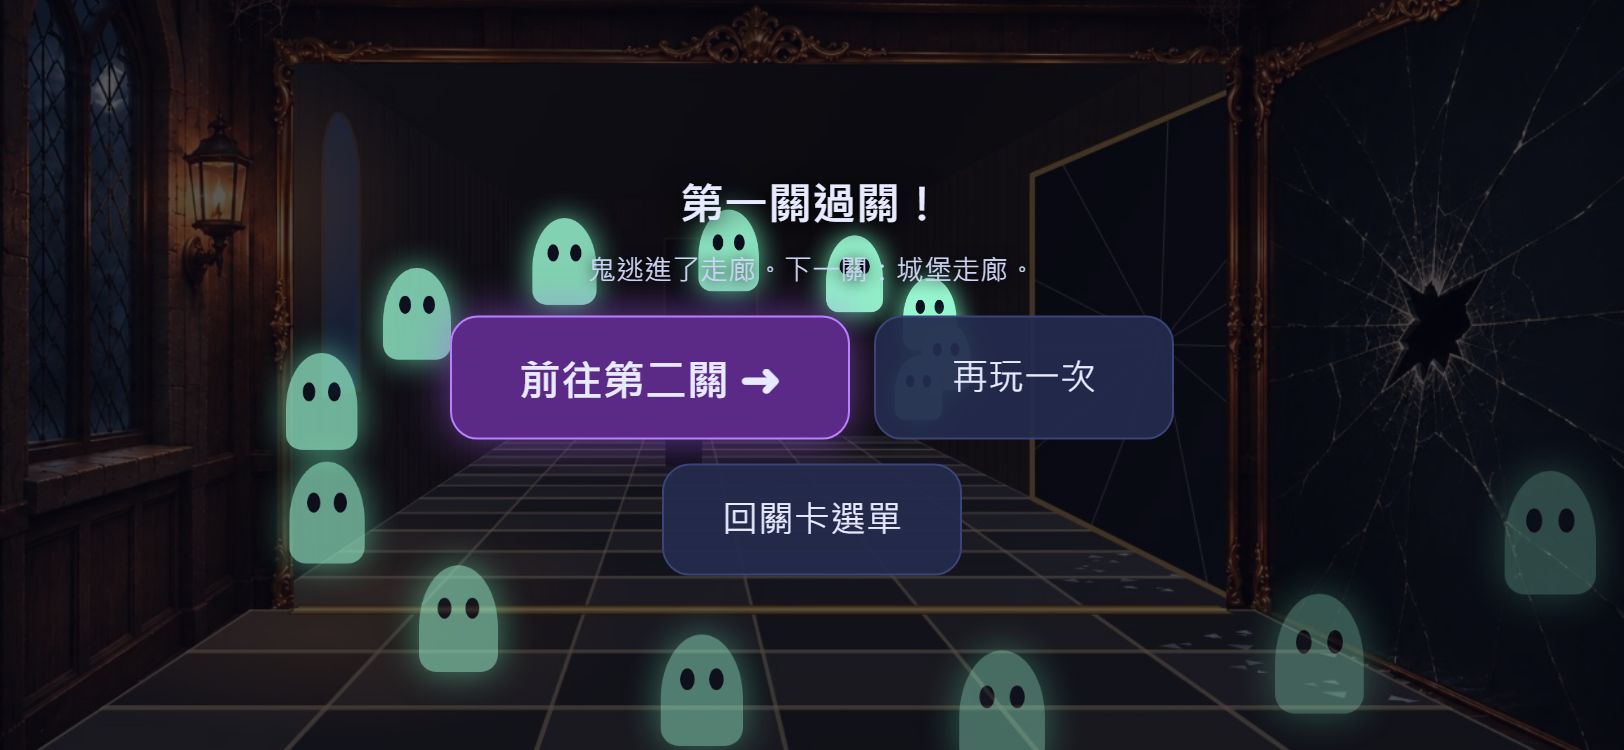 第一關過關！
鬼逃進了走廊。下一關：城堡走廊。
前往第二關 ➜
再玩一次
回關卡選單